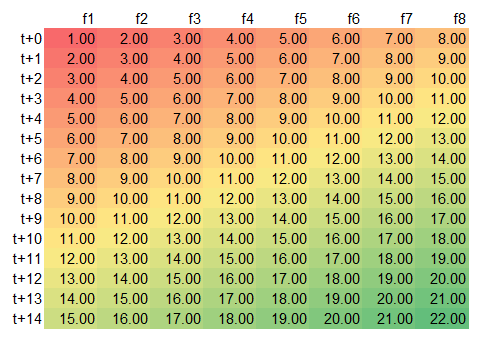 f1 f2 f3 f4 f5 f6 f7 f8
t+0 1.00 2.00 3.00 4.00 5.00 6.00 7.00 8.00
t+1 2.00 3.00 4.00 5.00 6.00 7.00 8.00 9.00
t+2 3.00 4.00 5.00 6.00 7.00 8.00 9.00 10.00
t+3 4.00 5.00 6.00 7.00 8.00 9.00 10.00 11.00
t+4 5.00 6.00 7.00 8.00 9.00 10.00 11.00 12.00
t+5 6.00 7.00 8.00 9.00 10.00 11.00 12.00 13.00
t+6 7.00 8.00 9.00 10.00 11.00 12.00 13.00 14.00
t+7 8.00 9.00 10.00 11.00 12.00 13.00 14.00 15.00
t+8 9.00 10.00 11.00 12.00 13.00 14.00 15.00 16.00
t+9 10.00 11.00 12.00 13.00 14.00 15.00 16.00 17.00
t+10 11.00 12.00 13.00 14.00 15.00 16.00 17.00 18.00
t+11 12.00 13.00 14.00 15.00 16.00 17.00 18.00 19.00
t+12 13.00 14.00 15.00 16.00 17.00 18.00 19.00 20.00
t+13 14.00 15.00 16.00 17.00 18.00 19.00 20.00 21.00
t+14 15.00 16.00 17.00 18.00 19.00 20.00 21.00 22.00